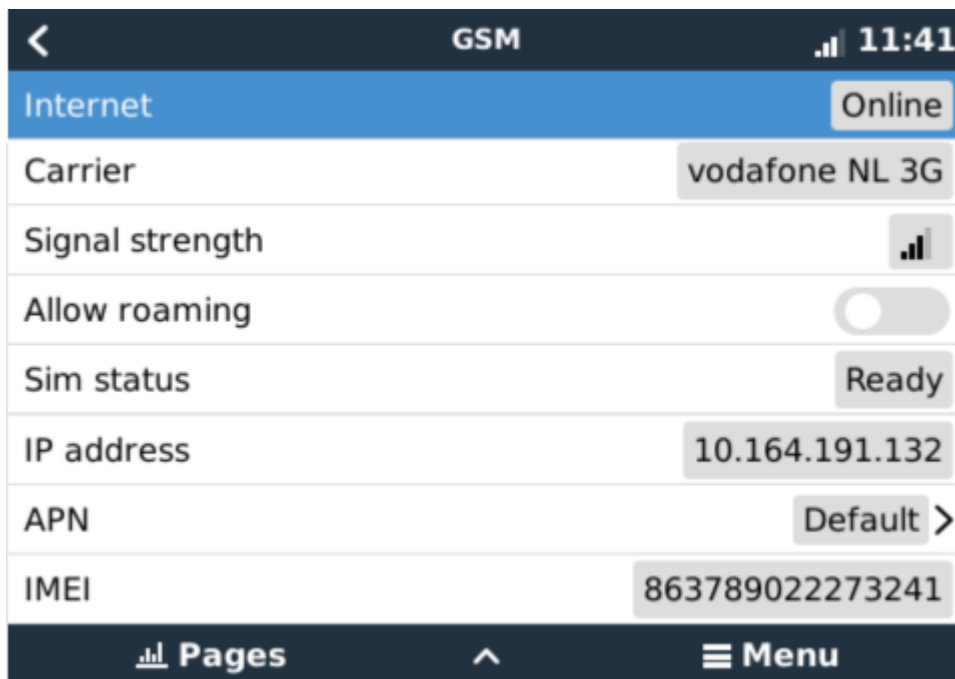 GSM 11:41
Internet Online
Carrier vodafone NL 3G
Signal strength
Allow roaming
Sim status Ready
IP address 10.164.191.132
APN Default
IMEI 863789022273241
Pages Menu